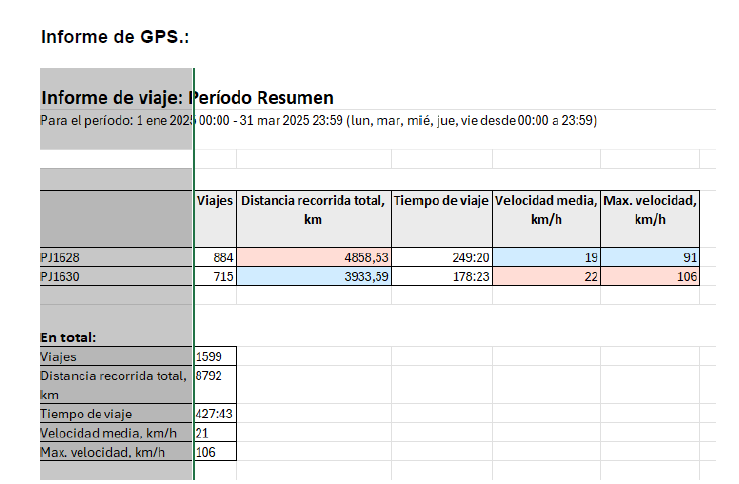 Informe de GPS.:
Informe de viaje: Período Resumen
Para el período: 1 ene 2025 00:00 - 31 mar 2025 23:59 (lun, mar, mié, jue, vie desde 00:00 a 23:59)
Viajes Distancia recorrida total, km Tiempo de viaje Velocidad media, km/h Max. velocidad, km/h
PJ1628 884 4858,63 249:20 19 91
PJ1630 715 3933,59 178:23 22 106
En total:
Viajes 1599
Distancia recorrida total, km 8792
Tiempo de viaje 427:43
Velocidad media, km/h 21
Max. velocidad, km/h 106